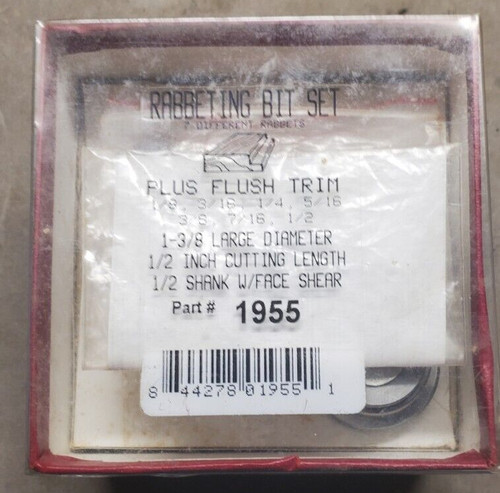 RABBETING BIT SET
7 DIFFERENT RABBETS
PLUS FLUSH TRIM
1/8, 3/16, 1/4, 5/16
3/8, 7/16, 1/2
1-3/8 LARGE DIAMETER
1/2 INCH CUTTING LENGTH
1/2 SHANK W/FACE SHEAR
Part # 1955
8 44278 01955 1